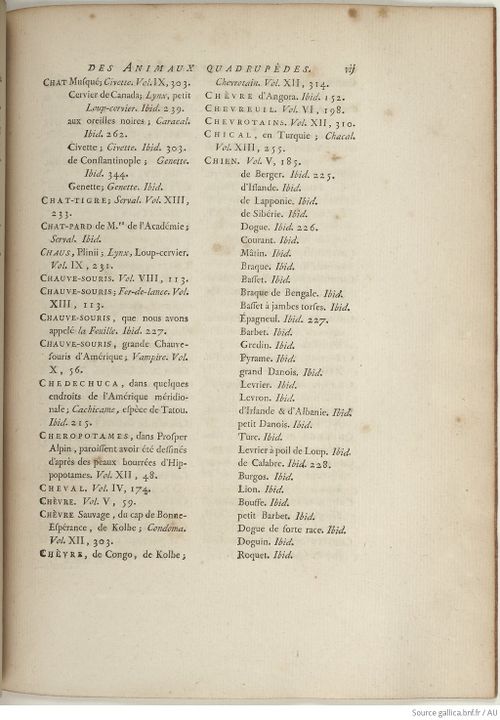 DES ANIMAUX QUADRUPÈDES. vij
CHAT Musqué; Civette. Vol. IX, 303.
Cervier de Canada; Lynx, petit
Loup-cervier. Ibid. 239.
aux oreilles noires; Caracal.
Ibid. 262.
Civette; Civette. Ibid. 303.
de Constantinople; Genette.
Ibid. 344.
Genette; Genette. Ibid.
CHAT-TIGRE; Serval. Vol. XIII,
233.
CHAT-PARD de M.rs de l'Académie;
Serval. Ibid.
CHAUS, Plinii; Lynx, Loup-cervier.
Vol. IX, 231.
CHAUVE-SOURIS. Vol. VIII, 113.
CHAUVE-SOURIS; Fer-de-lance. Vol.
XIII, 113.
CHAUVE-SOURIS, que nous avons
appelé la Feuille. Ibid. 227.
CHAUVE-SOURIS, grande Chauve-
souris d'Amérique; Vampire. Vol.
X, 56.
CHEDECHUCA, dans quelques
endroits de l'Amérique méridio-
nale; Cachicame, espèce de Tatou.
Ibid. 215.
CHEROPOTAMES, dans Prosper
Alpin, paroissent avoir été dessinés
d'après des peaux bourrées d'Hip-
popotames. Vol. XII, 48.
CHEVAL. Vol. IV, 174.
CHÈVRE. Vol. V, 59.
CHÈVRE Sauvage, du cap de Bonne-
Espérance, de Kolbe; Condoma.
Vol. XII, 303.
CHÈVRE, de Congo, de Kolbe;
Chevrotain. Vol. XII, 314.
CHÈVRE d'Angora. Ibid. 152.
CHEVREUIL. Vol. VI, 198.
CHEVROTAINS. Vol. XII, 310.
CHICAL, en Turquie; Chacal.
Vol. XIII, 255.
CHIEN. Vol. V, 185.
de Berger. Ibid. 225.
d'Islande. Ibid.
de Lapponie. Ibid.
de Sibérie. Ibid.
Dogue. Ibid. 226.
Courant. Ibid.
Mâtin. Ibid.
Braque. Ibid.
Basset. Ibid.
Braque de Bengale. Ibid.
Basset à jambes torses. Ibid.
Épagneul. Ibid. 227.
Barbet. Ibid.
Gredin. Ibid.
Pyrame. Ibid.
grand Danois. Ibid.
Levrier. Ibid.
Levron. Ibid.
d'Irlande & d'Albanie. Ibid.
petit Danois. Ibid.
Turc. Ibid.
Levrier à poil de Loup. Ibid.
de Calabre. Ibid. 228.
Burgos. Ibid.
Lion. Ibid.
Bouffe. Ibid.
petit Barbet. Ibid.
Dogue de forte race. Ibid.
Doguin. Ibid.
Roquet. Ibid.
Source gallica.bnf.fr / AU